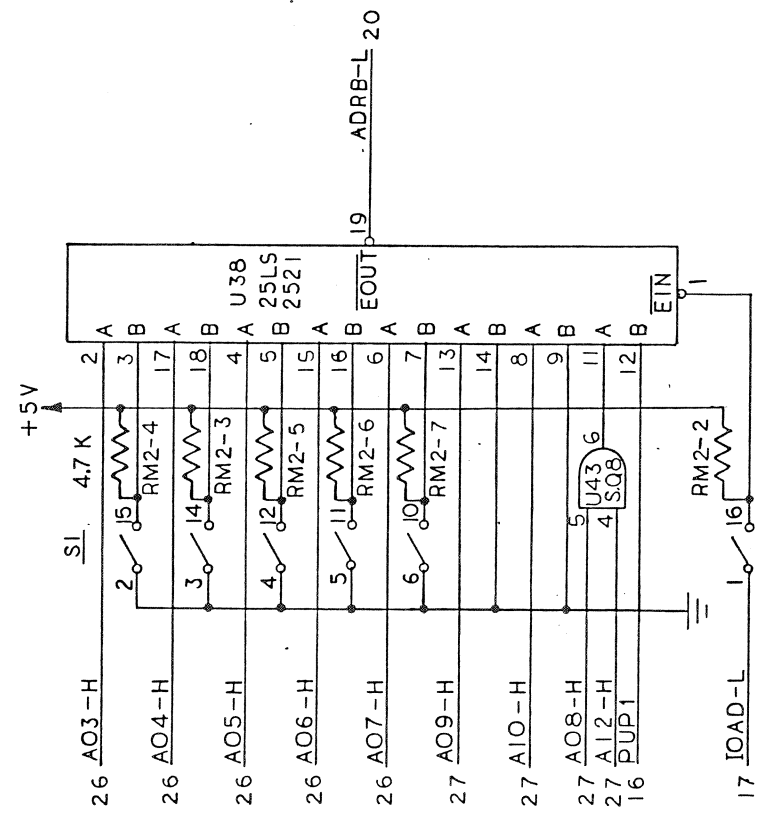 +5V
4.7 K
S1
ADRB-L 20
19
U38
25LS
2521
EOUT
EIN
1
2 A
3 B
17 A
18 B
4 A
5 B
15 A
16 B
6 A
7 B
13 A
14 B
8 A
9 B
11 A
12 B
2 15 RM2-4
3 14 RM2-3
4 12 RM2-5
5 11 RM2-6
6 10 RM2-7
5
4
U43
S08
6
RM2-2
1 16
26 A03-H
26 A04-H
26 A05-H
26 A06-H
26 A07-H
27 A09-H
27 A10-H
27 A08-H
27 A12-H
16 PUP1
17 IOAD-L